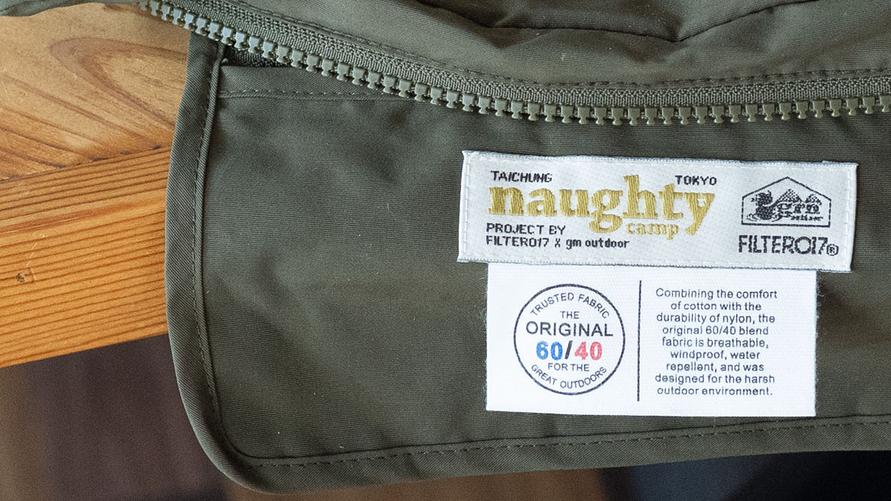 TAICHUNG TOKYO
naughty
camp
PROJECT BY
FILTER017 X gm outdoor
FILTER017®
TRUSTED FABRIC
THE
ORIGINAL
60/40
FOR THE
GREAT OUTDOORS
Combining the comfort
of cotton with the
durability of nylon, the
original 60/40 blend
fabric is breathable,
windproof, water
repellent, and was
designed for the harsh
outdoor environment.